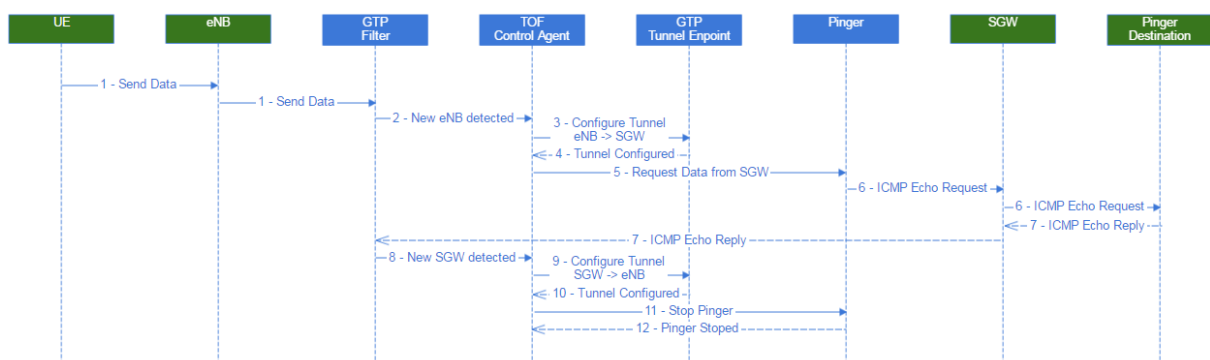 UE
eNB
GTP
Filter
TOF
Control Agent
GTP
Tunnel Enpoint
Pinger
SGW
Pinger
Destination
1 - Send Data
1 - Send Data
2 - New eNB detected
3 - Configure Tunnel
eNB -> SGW
4 - Tunnel Configured
5 - Request Data from SGW
6 - ICMP Echo Request
6 - ICMP Echo Request
7 - ICMP Echo Reply
7 - ICMP Echo Reply
8 - New SGW detected
9 - Configure Tunnel
SGW -> eNB
10 - Tunnel Configured
11 - Stop Pinger
12 - Pinger Stoped